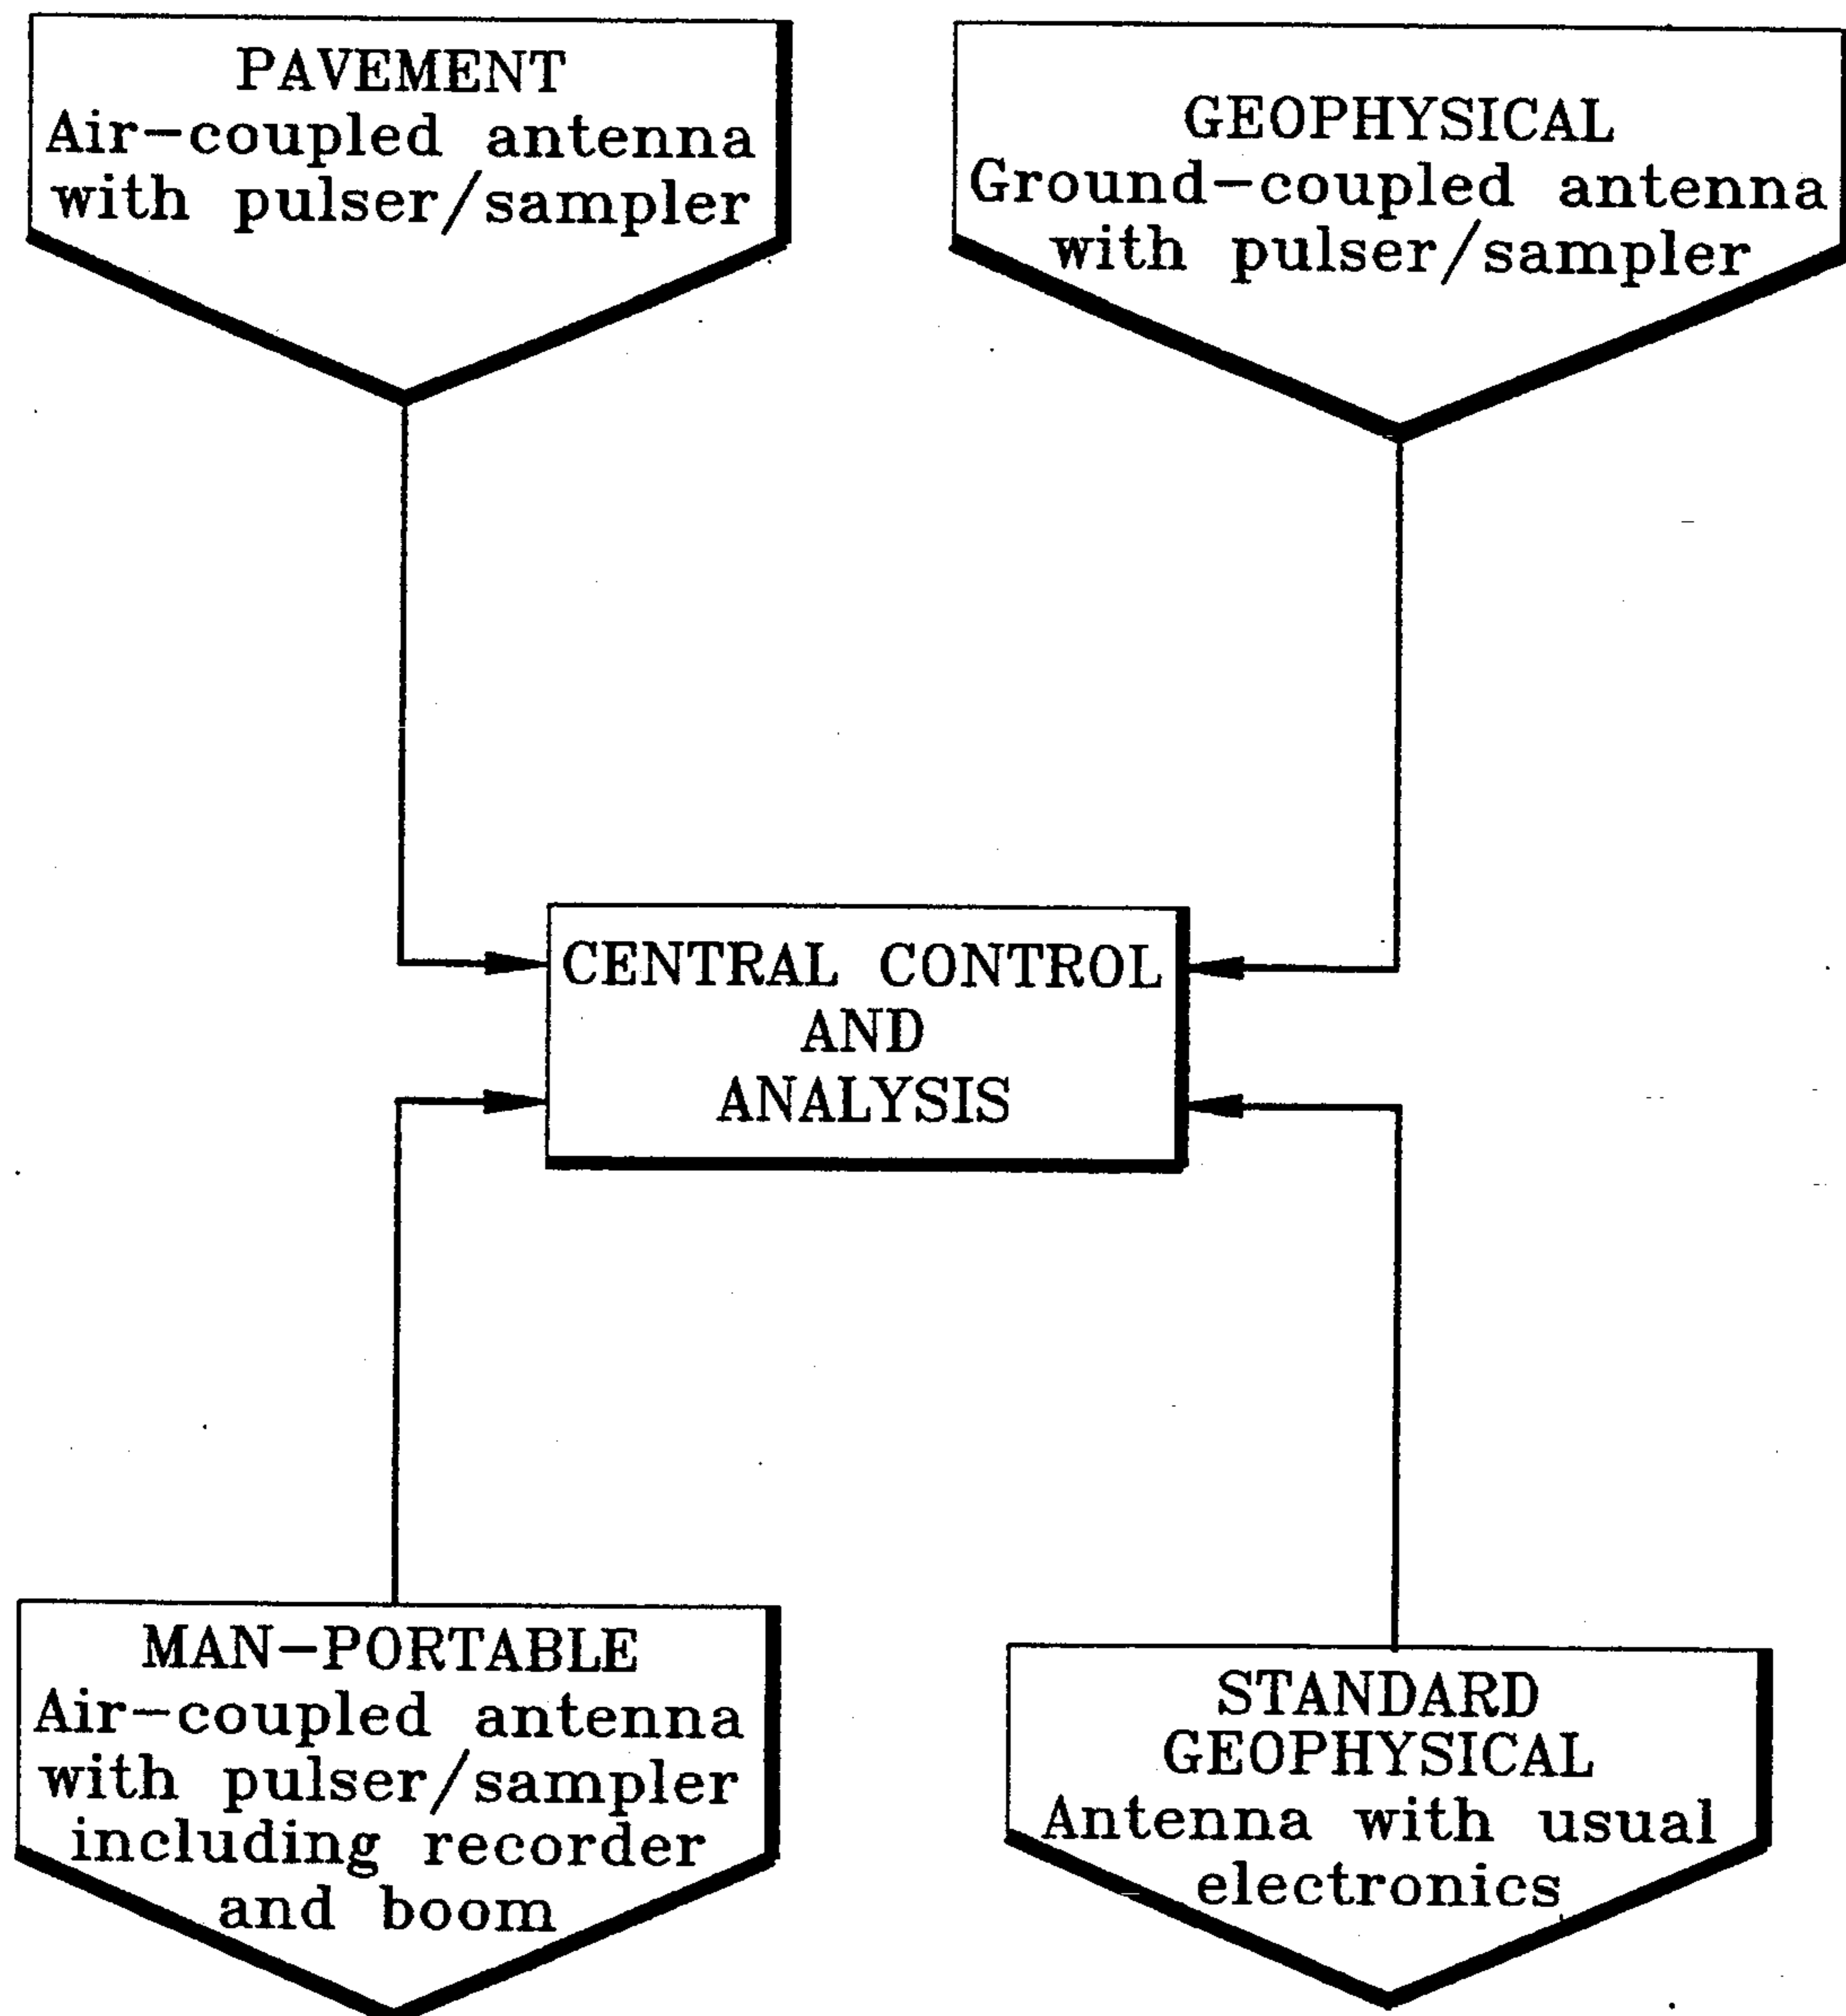 PAVEMENT
Air-coupled antenna
with pulser/sampler
GEOPHYSICAL
Ground-coupled antenna
with pulser/sampler
CENTRAL CONTROL
AND
ANALYSIS
MAN-PORTABLE
Air-coupled antenna
with pulser/sampler
including recorder
and boom
STANDARD
GEOPHYSICAL
Antenna with usual
electronics